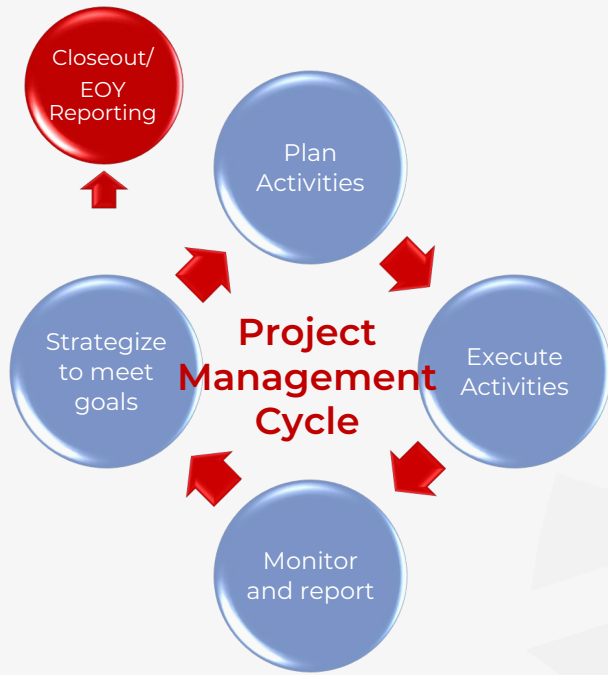 Closeout/
EOY
Reporting
Plan
Activities
Execute
Activities
Monitor
and report
Strategize
to meet
goals
Project
Management
Cycle